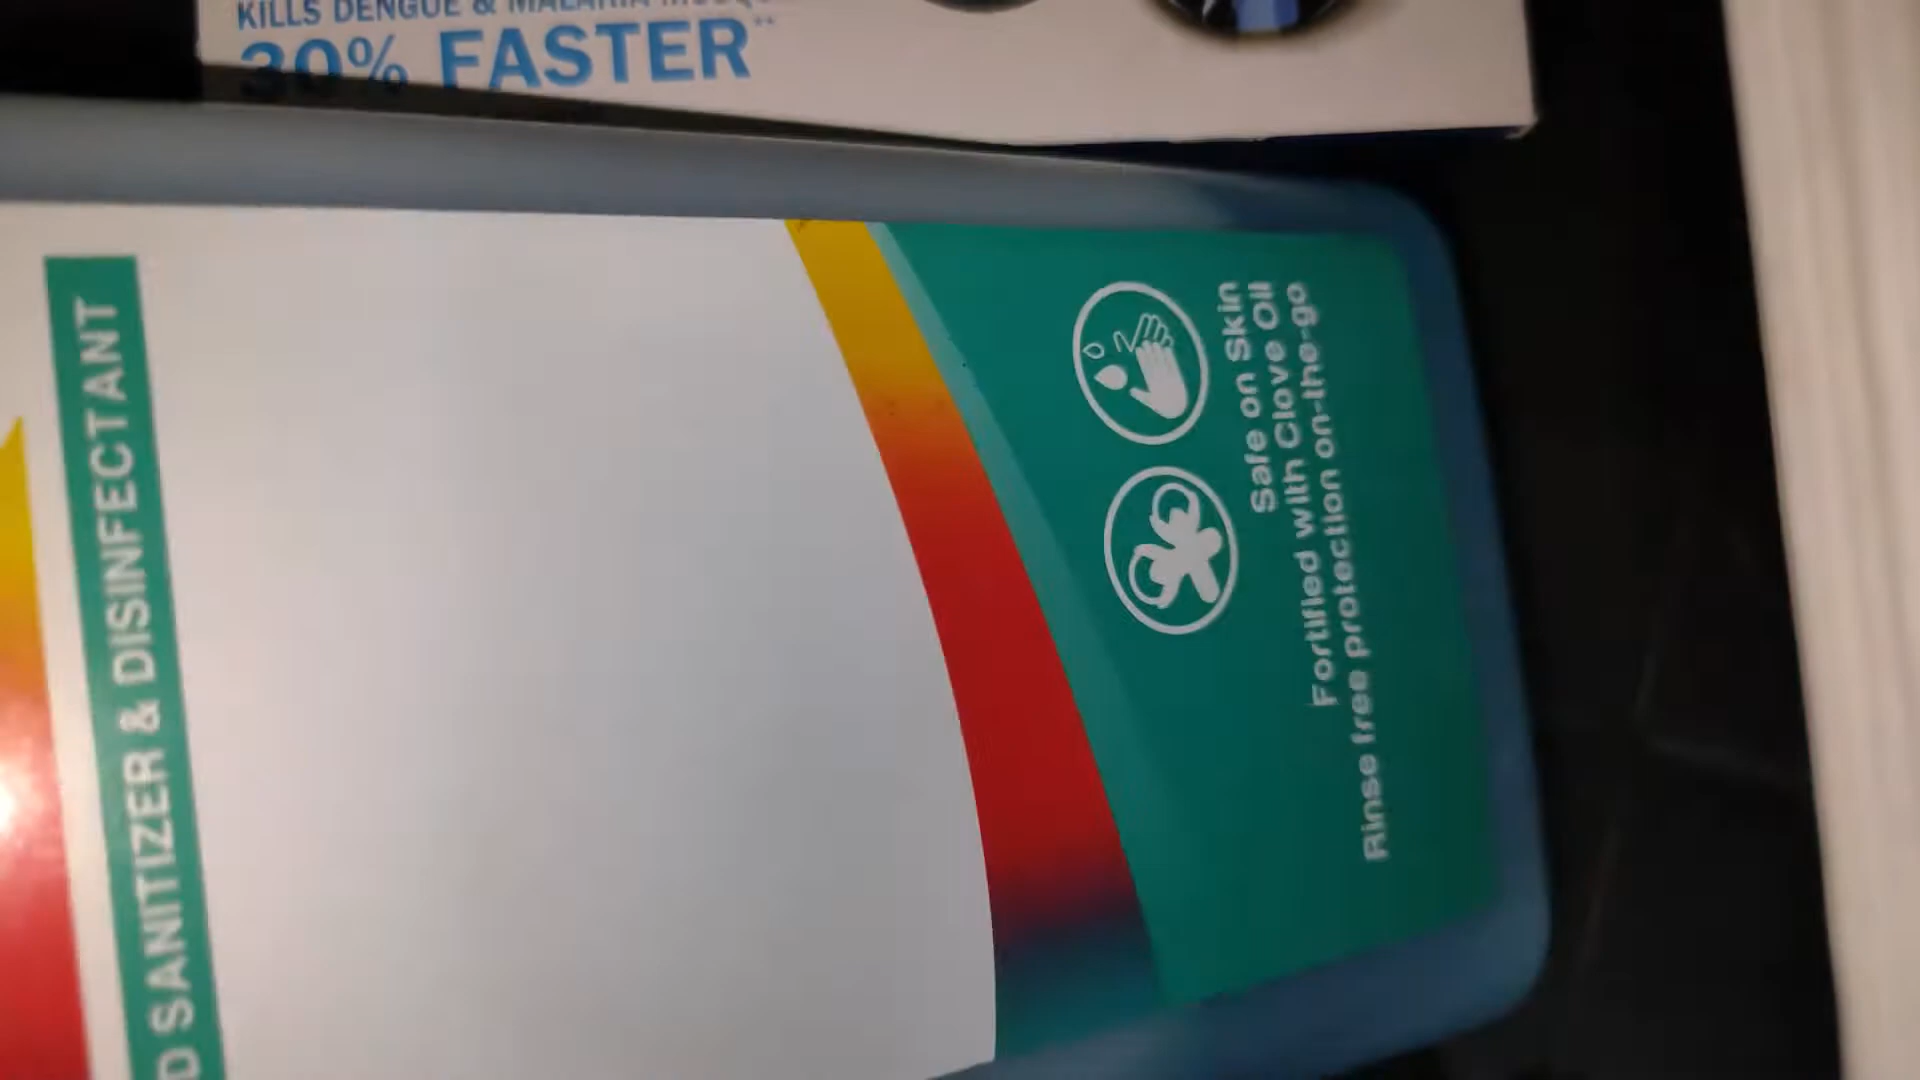 KILLS DENGUE & MALARIA
30% FASTER**
SANITIZER & DISINFECTANT
Safe on Skin
Fortified with Clove Oil
Rinse free protection on-the-go